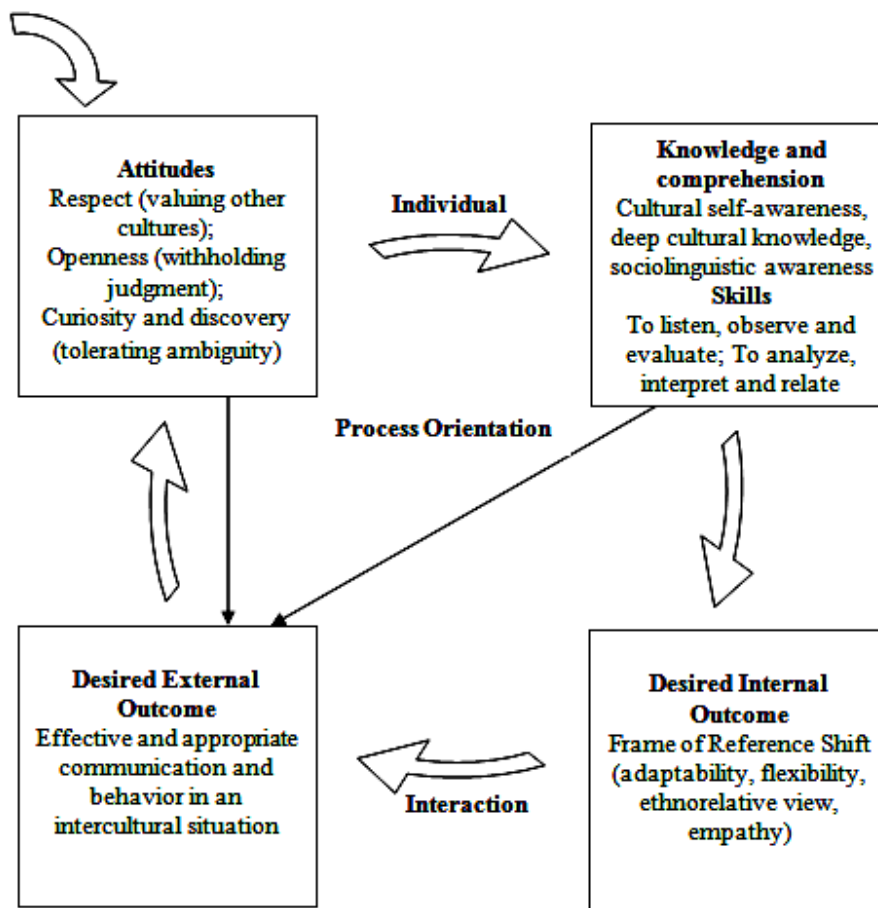 Attitudes
Respect (valuing other
cultures);
Openness (withholding
judgment);
Curiosity and discovery
(tolerating ambiguity)
Individual
Knowledge and
comprehension
Cultural self-awareness,
deep cultural knowledge,
sociolinguistic awareness
Skills
To listen, observe and
evaluate; To analyze,
interpret and relate
Process Orientation
Desired External
Outcome
Effective and appropriate
communication and
behavior in an
intercultural situation
Interaction
Desired Internal
Outcome
Frame of Reference Shift
(adaptability, flexibility,
ethnorelative view,
empathy)